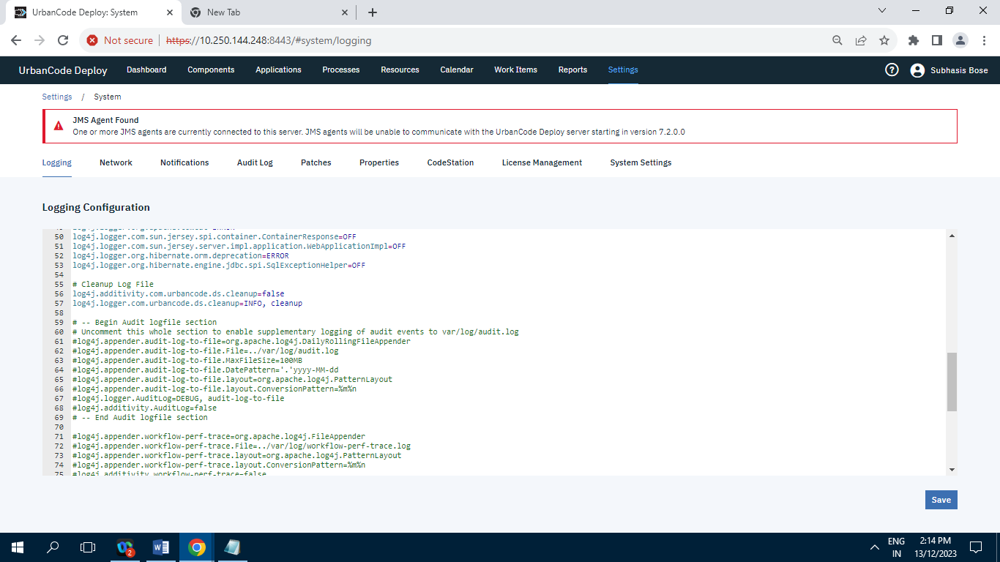 UrbanCode Deploy: System
New Tab
Not secure
https://10.250.144.248:8443/#system/logging
UrbanCode Deploy
Dashboard
Components
Applications
Processes
Resources
Calendar
Work Items
Reports
Settings
Subhasis Bose
Settings / System
JMS Agent Found
One or more JMS agents are currently connected to this server. JMS agents will be unable to communicate with the UrbanCode Deploy server starting in version 7.2.0.0
Logging
Network
Notifications
Audit Log
Patches
Properties
CodeStation
License Management
System Settings
Logging Configuration
50 log4j.logger.com.sun.jersey.spi.container.ContainerResponse=OFF
51 log4j.logger.com.sun.jersey.server.impl.application.WebApplicationImpl=OFF
52 log4j.logger.org.hibernate.orm.deprecation=ERROR
53 log4j.logger.org.hibernate.engine.jdbc.spi.SqlExceptionHelper=OFF
54
55 # Cleanup Log File
56 log4j.additivity.com.urbancode.ds.cleanup=false
57 log4j.logger.com.urbancode.ds.cleanup=INFO, cleanup
58
59 # -- Begin Audit logfile section
60 # Uncomment this whole section to enable supplementary logging of audit events to var/log/audit.log
61 #log4j.appender.audit-log-to-file=org.apache.log4j.DailyRollingFileAppender
62 #log4j.appender.audit-log-to-file.File=../var/log/audit.log
63 #log4j.appender.audit-log-to-file.MaxFileSize=100MB
64 #log4j.appender.audit-log-to-file.DatePattern='.'yyyy-MM-dd
65 #log4j.appender.audit-log-to-file.layout=org.apache.log4j.PatternLayout
66 #log4j.appender.audit-log-to-file.layout.ConversionPattern=%m%n
67 #log4j.logger.AuditLog=DEBUG, audit-log-to-file
68 #log4j.additivity.AuditLog=false
69 # -- End Audit logfile section
70
71 #log4j.appender.workflow-perf-trace=org.apache.log4j.FileAppender
72 #log4j.appender.workflow-perf-trace.File=../var/log/workflow-perf-trace.log
73 #log4j.appender.workflow-perf-trace.layout=org.apache.log4j.PatternLayout
74 #log4j.appender.workflow-perf-trace.layout.ConversionPattern=%m%n
75 #log4j.additivity.workflow-perf-trace=false
Save
2
ENG
IN
2:14 PM
13/12/2023